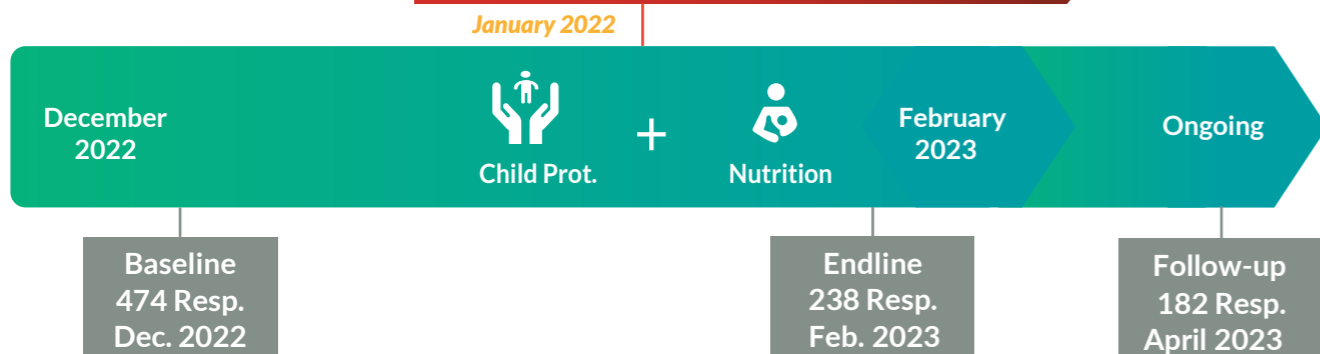 January 2022
December
2022
Child Prot.
+
Nutrition
February
2023
Ongoing
Baseline
474 Resp.
Dec. 2022
Endline
238 Resp.
Feb. 2023
Follow-up
182 Resp.
April 2023